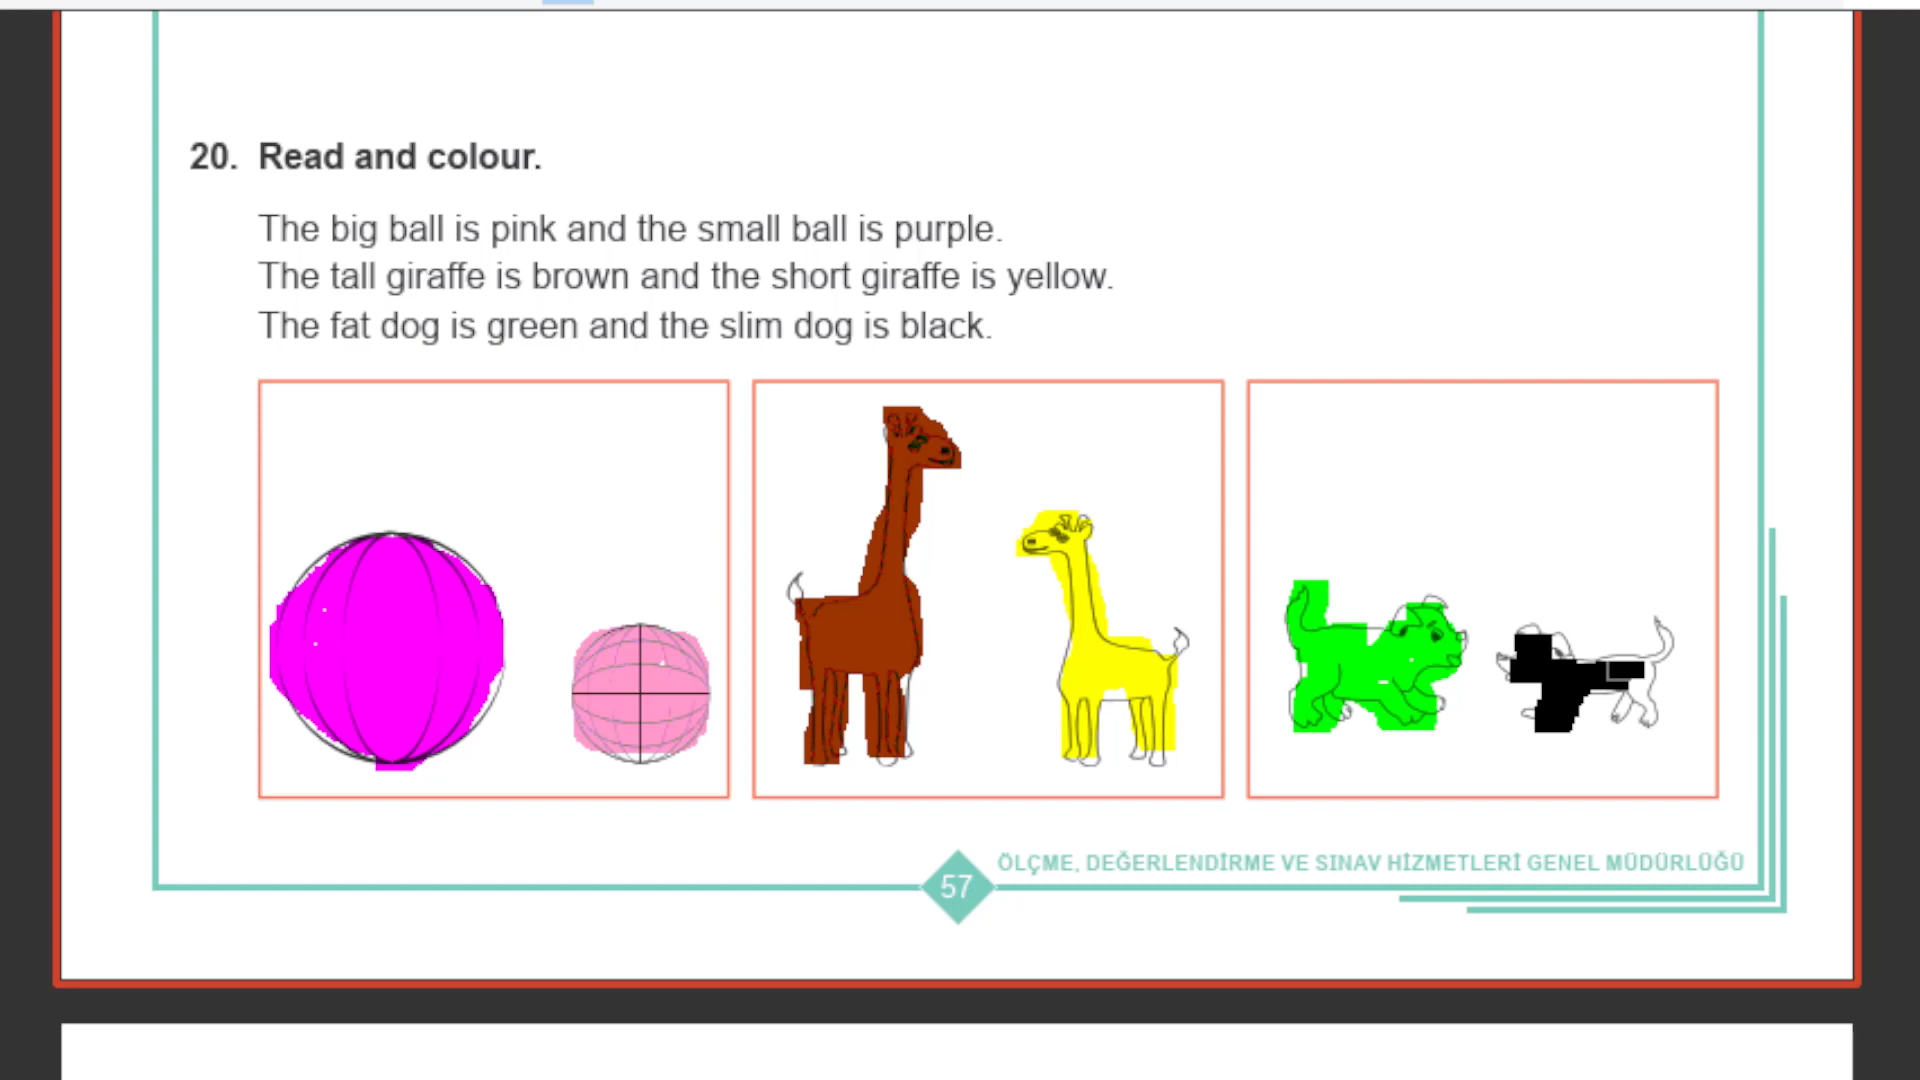 20. Read and colour.
The big ball is pink and the small ball is purple.
The tall giraffe is brown and the short giraffe is yellow.
The fat dog is green and the slim dog is black.
ÖLÇME, DEĞERLENDİRME VE SINAV HİZMETLERİ GENEL MÜDÜRLÜĞÜ
57